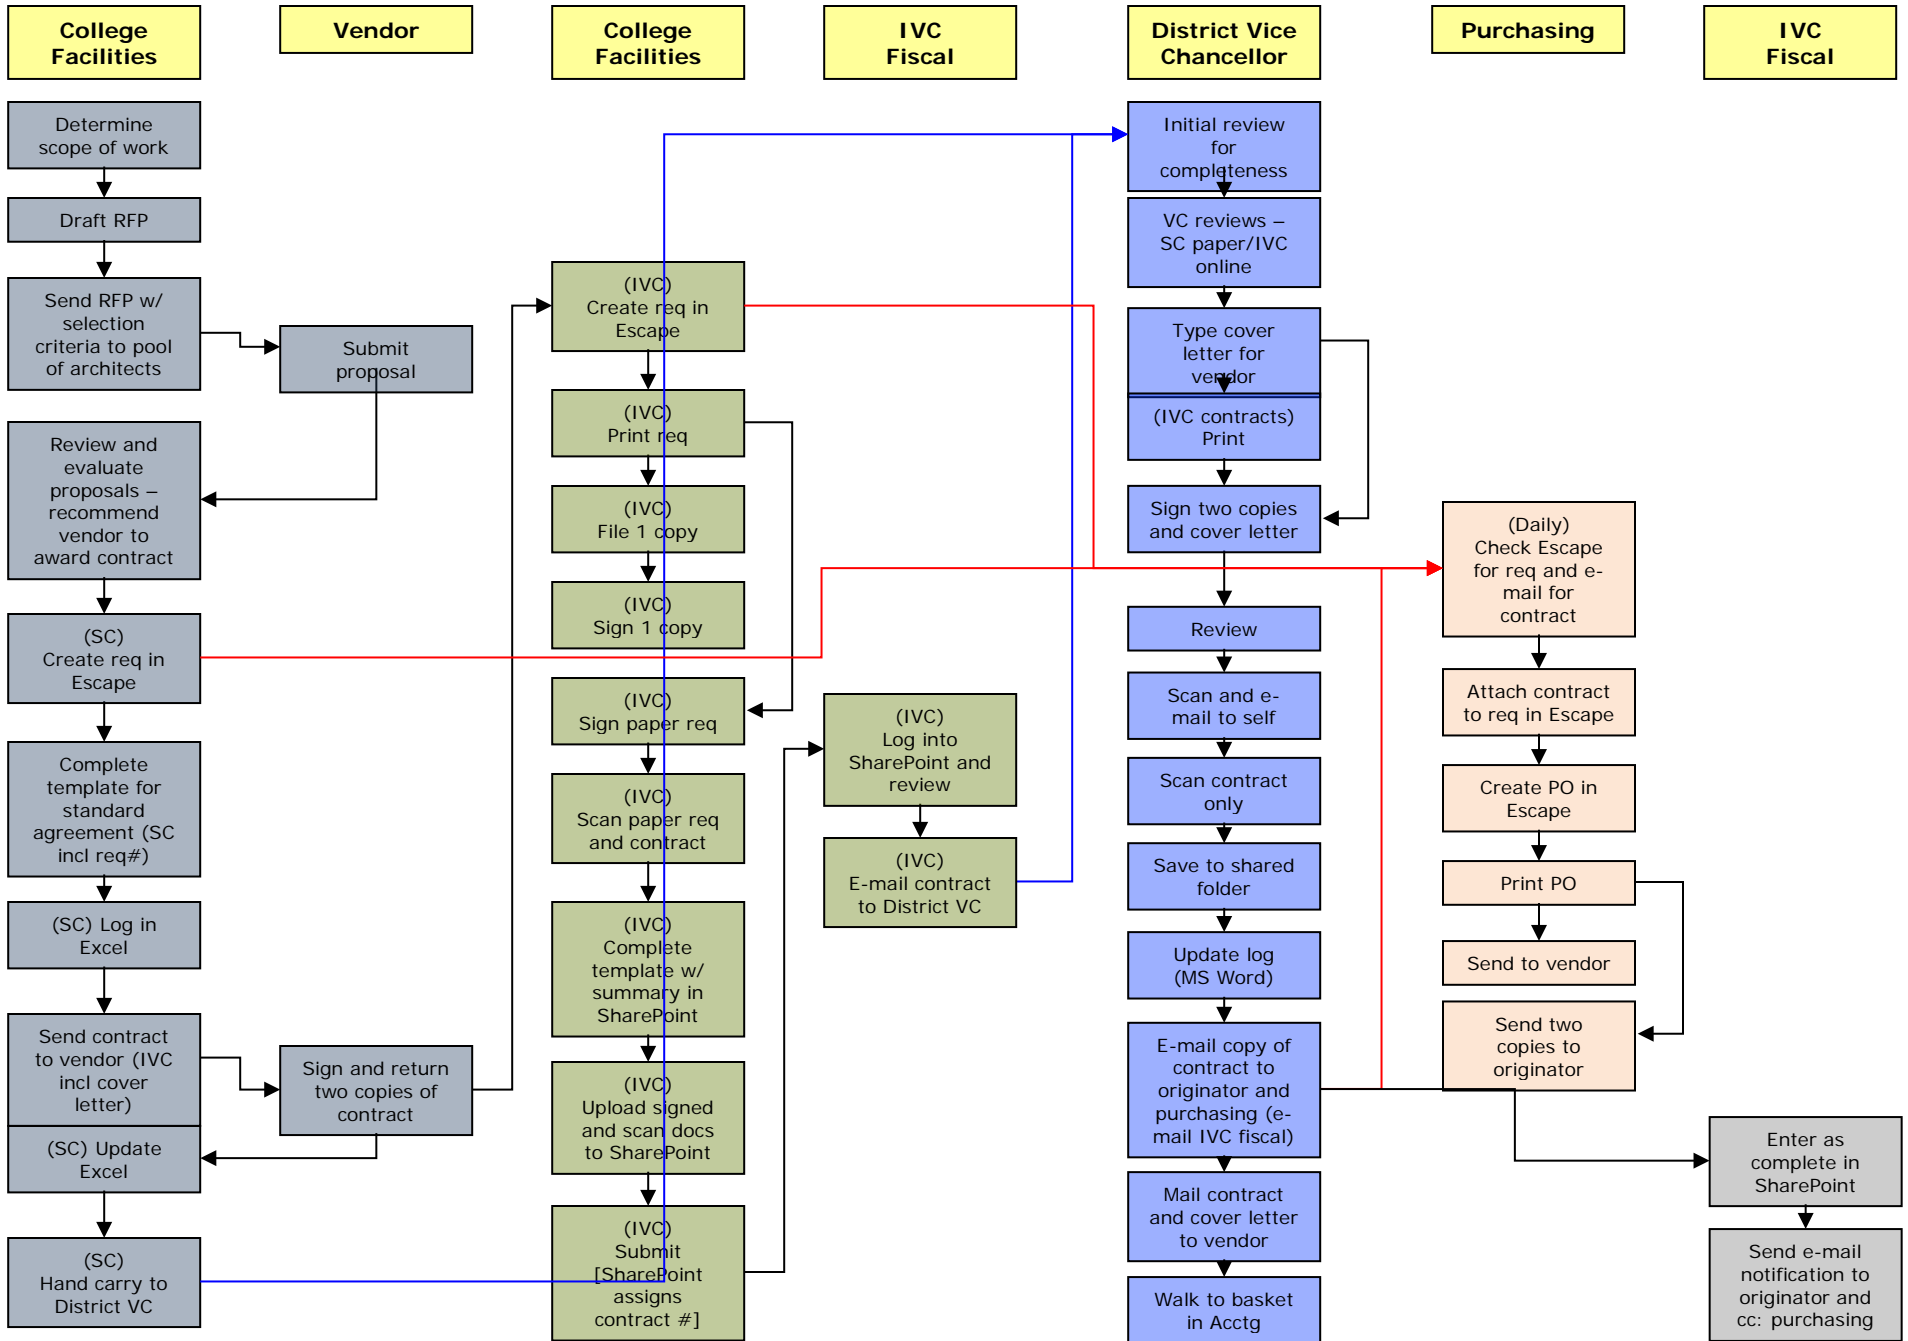 College
Facilities
Vendor
College
Facilities
IVC
Fiscal
District Vice
Chancellor
Purchasing
IVC
Fiscal
Determine
scope of work
Draft RFP
Send RFP w/
selection
criteria to pool
of architects
Review and
evaluate
proposals –
recommend
vendor to
award contract
(SC)
Create req in
Escape
Complete
template for
standard
agreement (SC
incl req#)
(SC) Log in
Excel
Send contract
to vendor (IVC
incl cover
letter)
(SC) Update
Excel
(SC)
Hand carry to
District VC
Submit
proposal
Sign and return
two copies of
contract
(IVC)
Create req in
Escape
(IVC)
Print req
(IVC)
File 1 copy
(IVC)
Sign 1 copy
(IVC)
Sign paper req
(IVC)
Scan paper req
and contract
(IVC)
Complete
template w/
summary in
SharePoint
(IVC)
Upload signed
and scan docs
to SharePoint
(IVC)
Submit
[SharePoint
assigns
contract #]
(IVC)
Log into
SharePoint and
review
(IVC)
E-mail contract
to District VC
Initial review
for
completeness
VC reviews –
SC paper/IVC
online
Type cover
letter for
vendor
(IVC contracts)
Print
Sign two copies
and cover letter
Review
Scan and e-
mail to self
Scan contract
only
Save to shared
folder
Update log
(MS Word)
E-mail copy of
contract to
originator and
purchasing (e-
mail IVC fiscal)
Mail contract
and cover letter
to vendor
Walk to basket
in Acctg
(Daily)
Check Escape
for req and e-
mail for
contract
Attach contract
to req in Escape
Create PO in
Escape
Print PO
Send to vendor
Send two
copies to
originator
Enter as
complete in
SharePoint
Send e-mail
notification to
originator and
cc: purchasing